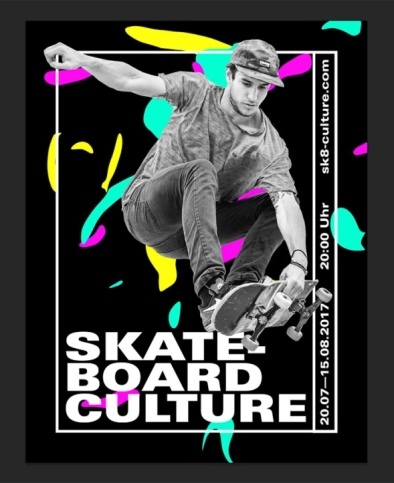 SKATE-
BOARD
CULTURE
20.07—15.08.2017 20:00 Uhr sk8-culture.com